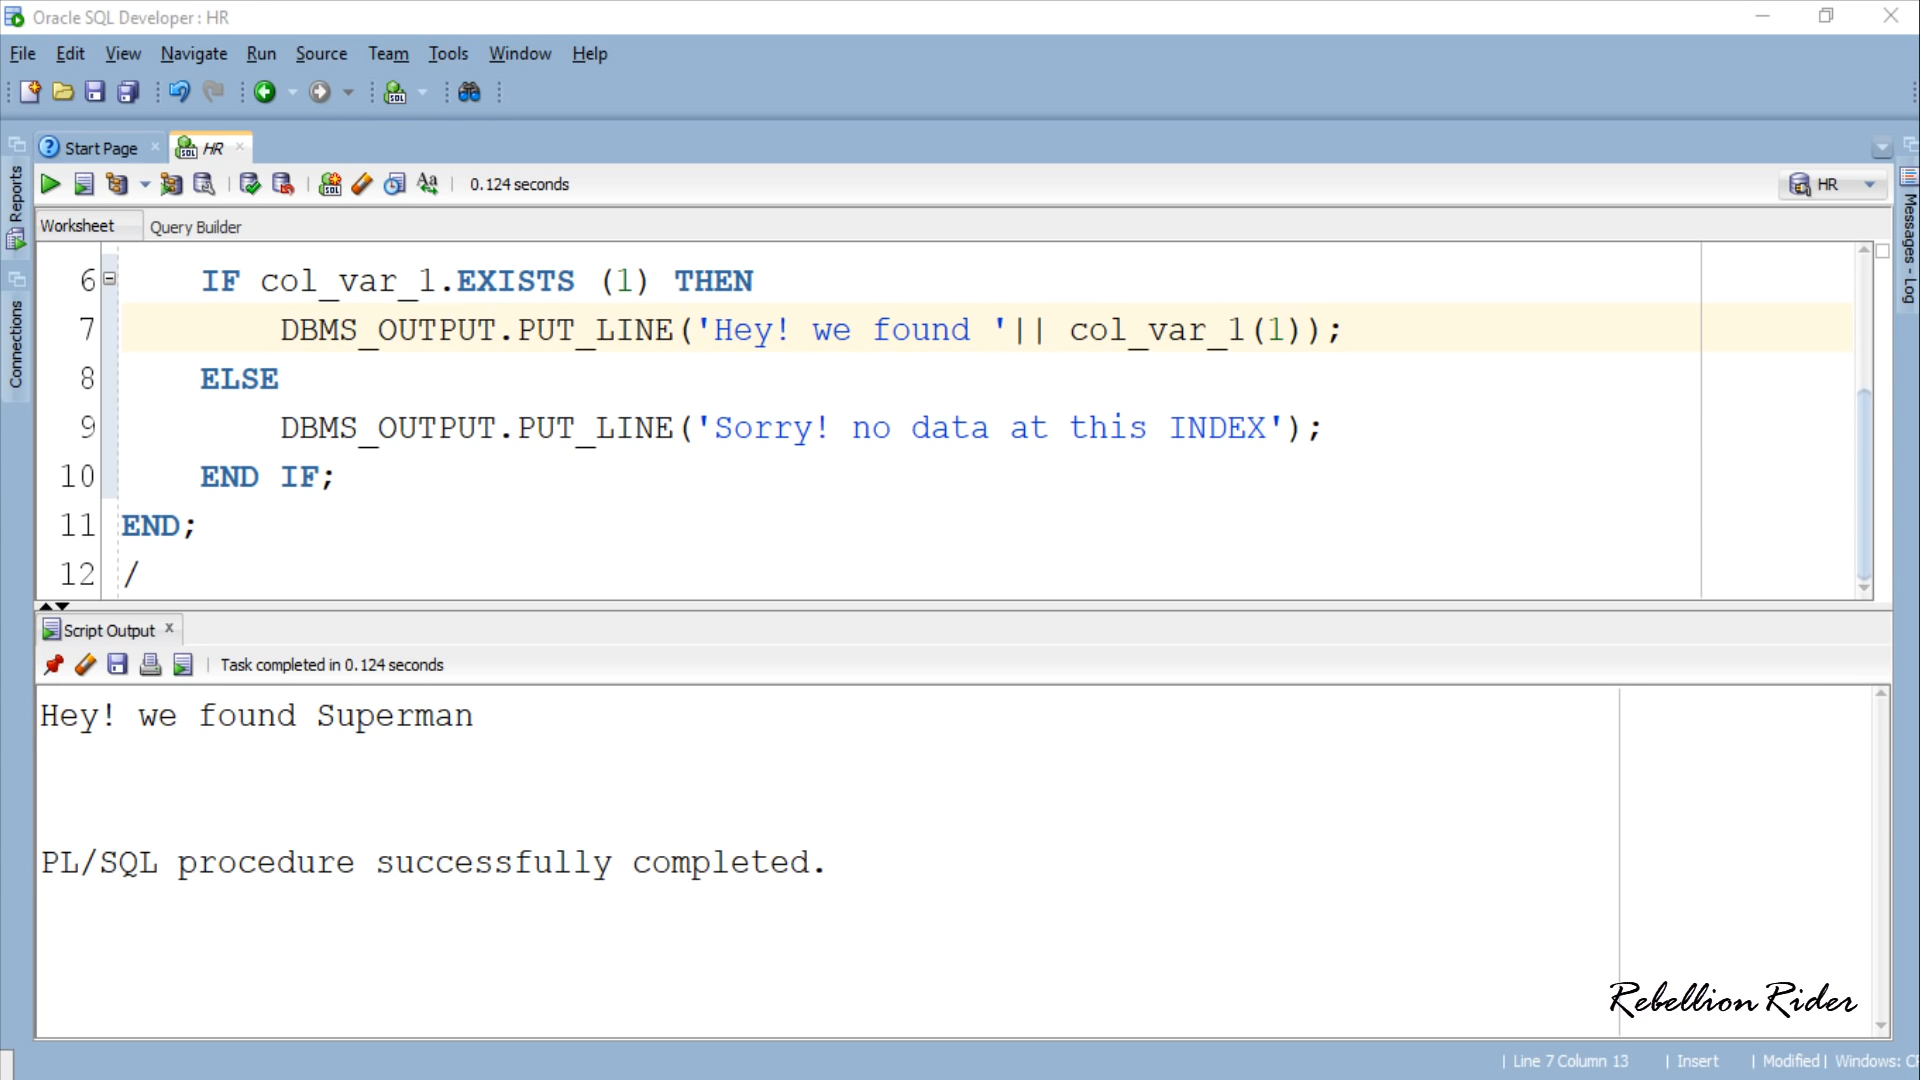 Oracle SQL Developer : HR
File Edit View Navigate Run Source Team Tools Window Help
Start Page HR
0.124 seconds
HR
Reports
Connections
Messages - Log
Worksheet Query Builder
6 IF col_var_1.EXISTS (1) THEN
7 DBMS_OUTPUT.PUT_LINE('Hey! we found '|| col_var_1(1));
8 ELSE
9 DBMS_OUTPUT.PUT_LINE('Sorry! no data at this INDEX');
10 END IF;
11 END;
12 /
Script Output
Task completed in 0.124 seconds
Hey! we found Superman
PL/SQL procedure successfully completed.
Rebellion Rider
Line 7 Column 13 | Insert | Modified | Windows: C